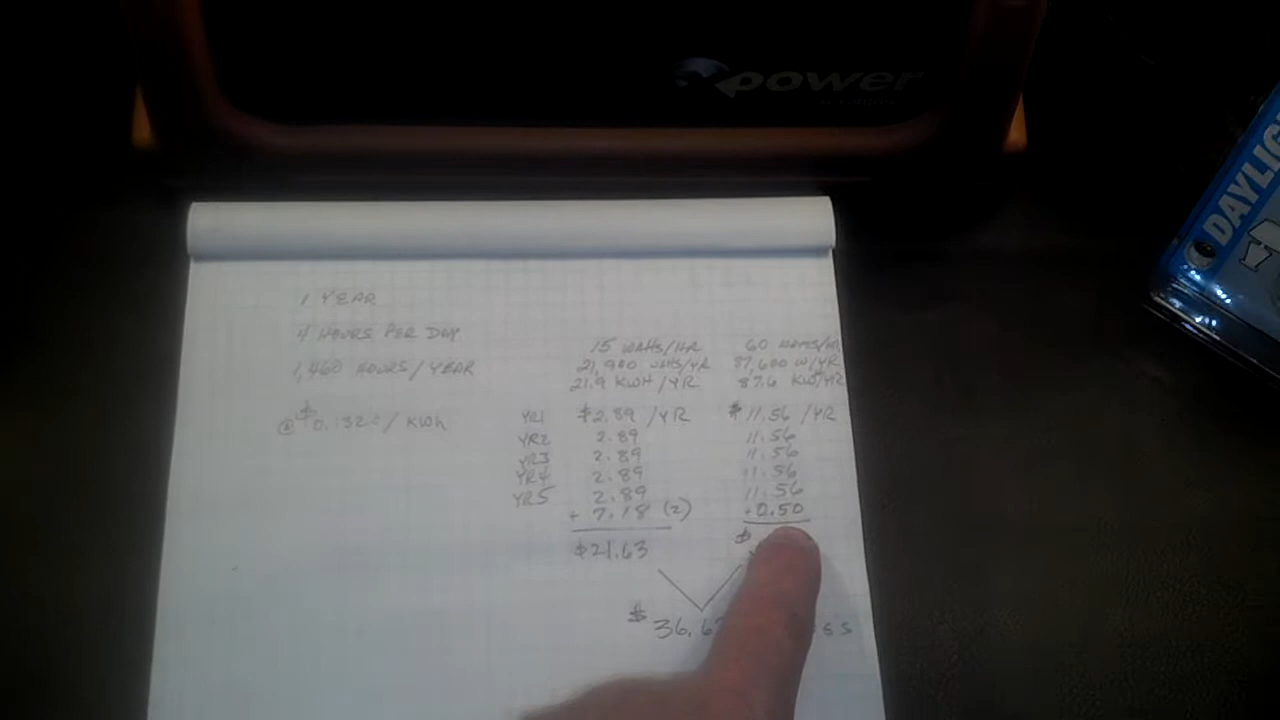 power
DAYLIG
1 YEAR
4 HOURS PER DAY
1,460 HOURS / YEAR
@ $0.132¢ / KWh
15 WATTS/HR
21,900 WATTS/YR
21.9 KWH / YR
60 WATTS/HR
87,600 W/YR
87.6 KW/YR
YR1 $2.89 /YR $11.56 /YR
YR2 2.89 11.56
YR3 2.89 11.56
YR4 2.89 11.56
YR5 2.89 11.56
+ 7.18 (2) +0.50
$21.63 $
$36.6